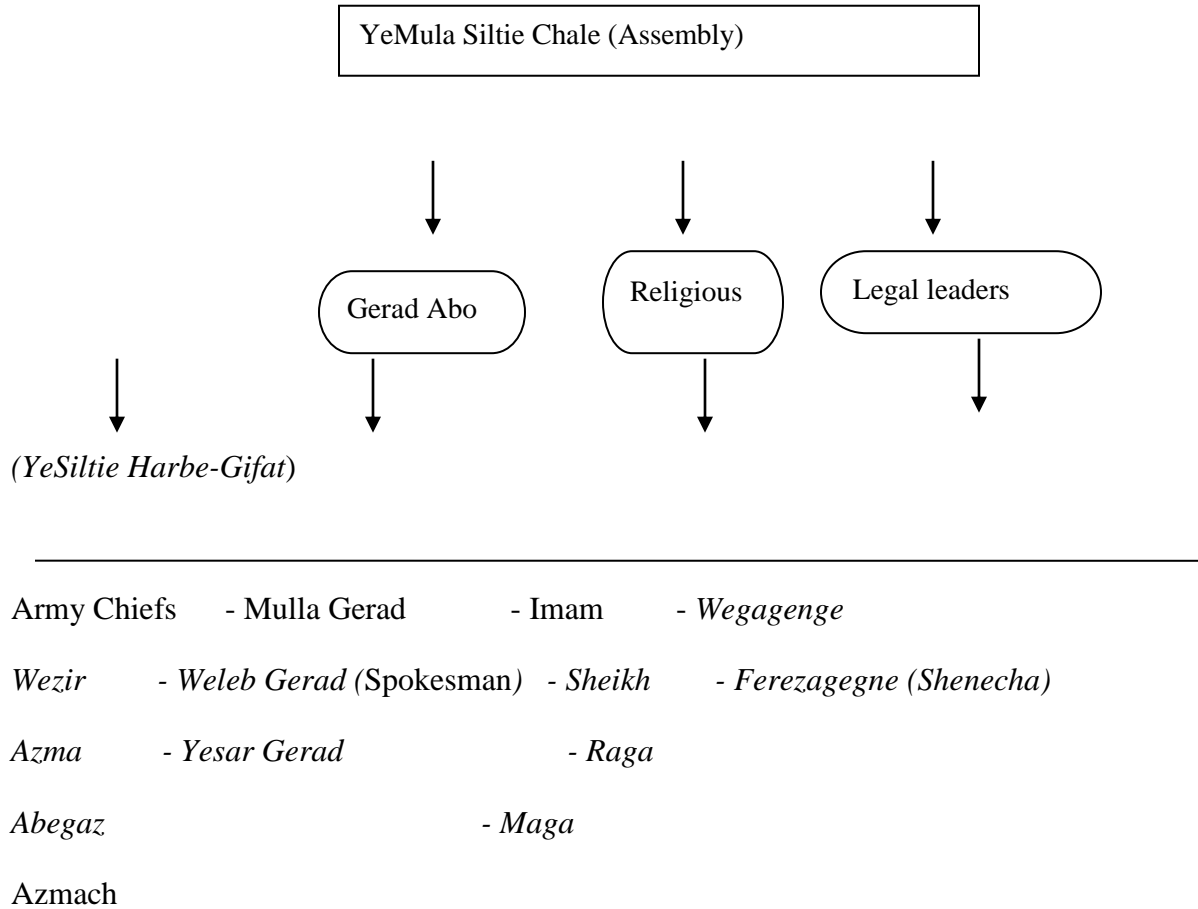 YeMula Siltie Chale (Assembly)
Gerad Abo
Religious
Legal leaders
(YeSiltie Harbe-Gifat)
Army Chiefs - Mulla Gerad - Imam - Wegagenge
Wezir - Weleb Gerad (Spokesman) - Sheikh - Ferezagegne (Shenecha)
Azma - Yesar Gerad - Raga
Abegaz - Maga
Azmach